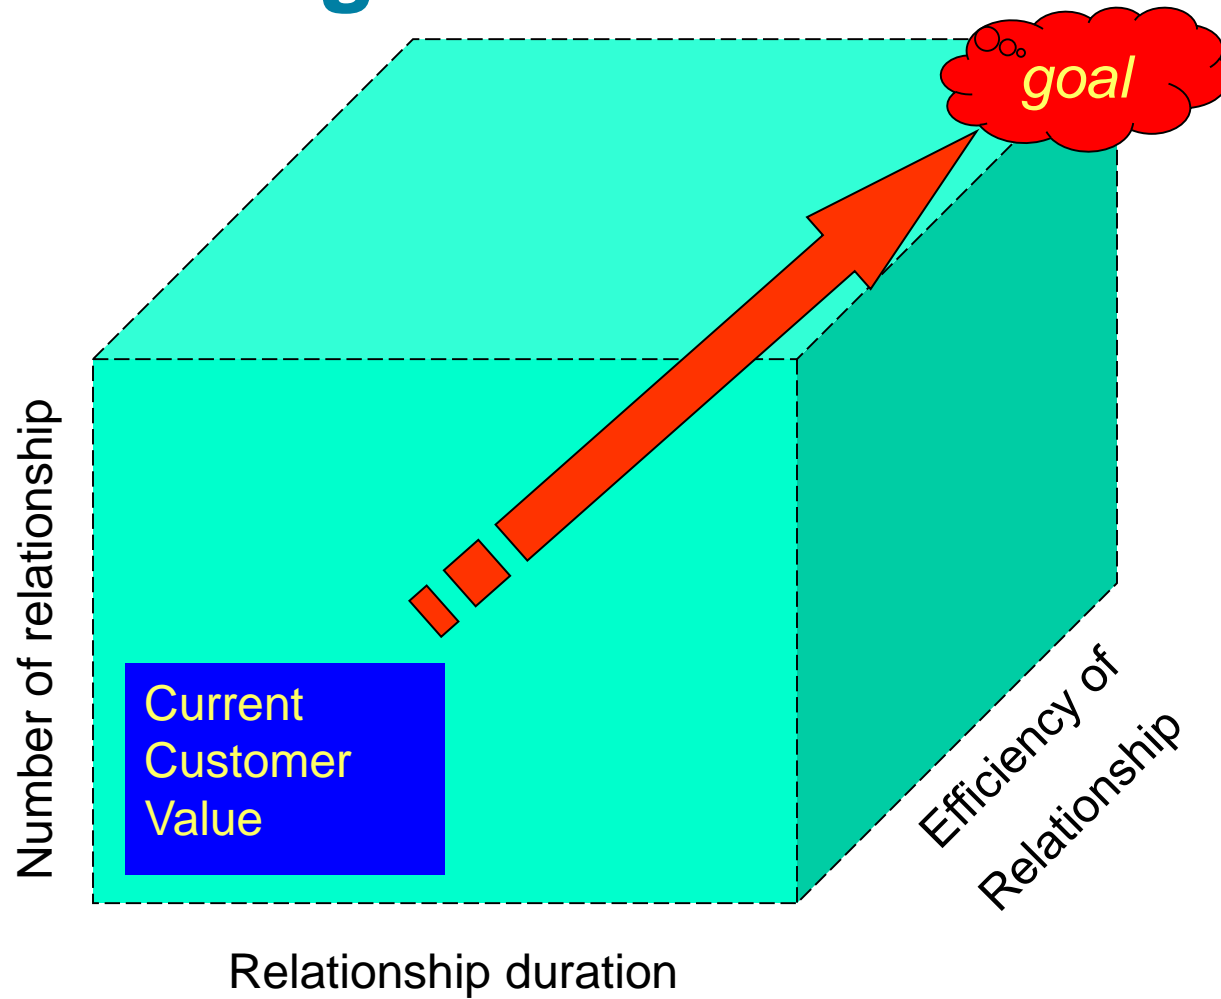 goal
Number of relationship
Current
Customer
Value
Efficiency of
Relationship
Relationship duration